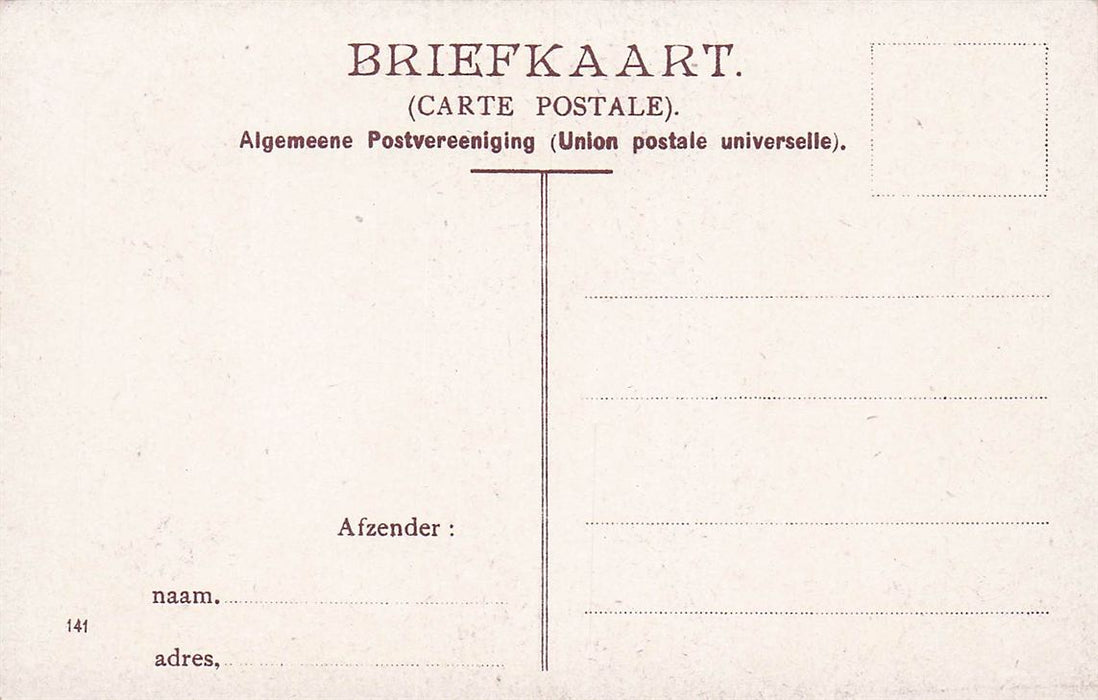 BRIEFKAART.
(CARTE POSTALE).
Algemeene Postvereeniging (Union postale universelle).
Afzender :
naam.
141
adres,